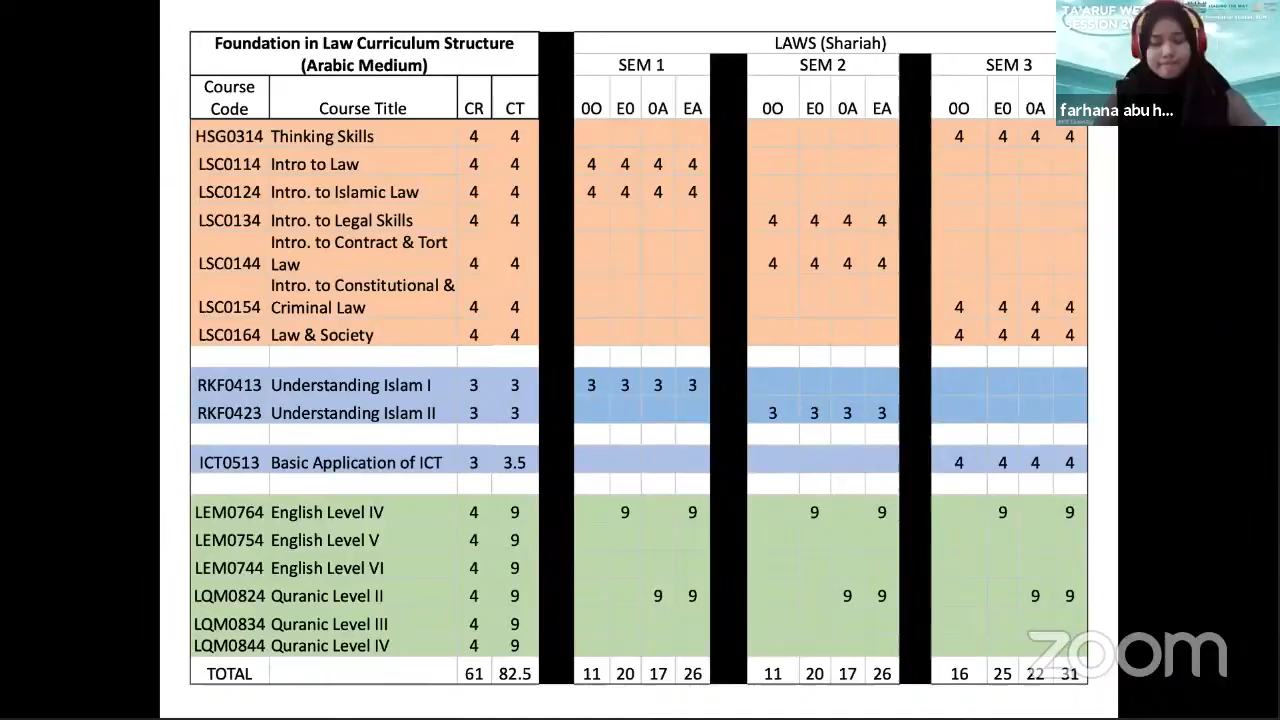 Foundation in Law Curriculum Structure (Arabic Medium) LAWS (Shariah)
SEM 1 SEM 2 SEM 3
Course Code Course Title CR CT 0O E0 0A EA 0O E0 0A EA 0O E0 0A EA
HSG0314 Thinking Skills 4 4 4 4 4 4
LSC0114 Intro to Law 4 4 4 4 4 4
LSC0124 Intro. to Islamic Law 4 4 4 4 4 4
LSC0134 Intro. to Legal Skills 4 4 4 4 4 4
LSC0144 Intro. to Contract & Tort Law 4 4 4 4 4 4
LSC0154 Intro. to Constitutional & Criminal Law 4 4 4 4 4 4
LSC0164 Law & Society 4 4 4 4 4 4
RKF0413 Understanding Islam I 3 3 3 3 3 3
RKF0423 Understanding Islam II 3 3 3 3 3 3
ICT0513 Basic Application of ICT 3 3.5 4 4 4 4
LEM0764 English Level IV 4 9 9 9 9 9 9 9
LEM0754 English Level V 4 9
LEM0744 English Level VI 4 9
LQM0824 Quranic Level II 4 9 9 9 9 9 9 9
LQM0834 Quranic Level III 4 9
LQM0844 Quranic Level IV 4 9
TOTAL 61 82.5 11 20 17 26 11 20 17 26 16 25 22 31
TA'ARUF WE
SESSION 2
farhana abu h...
zoom